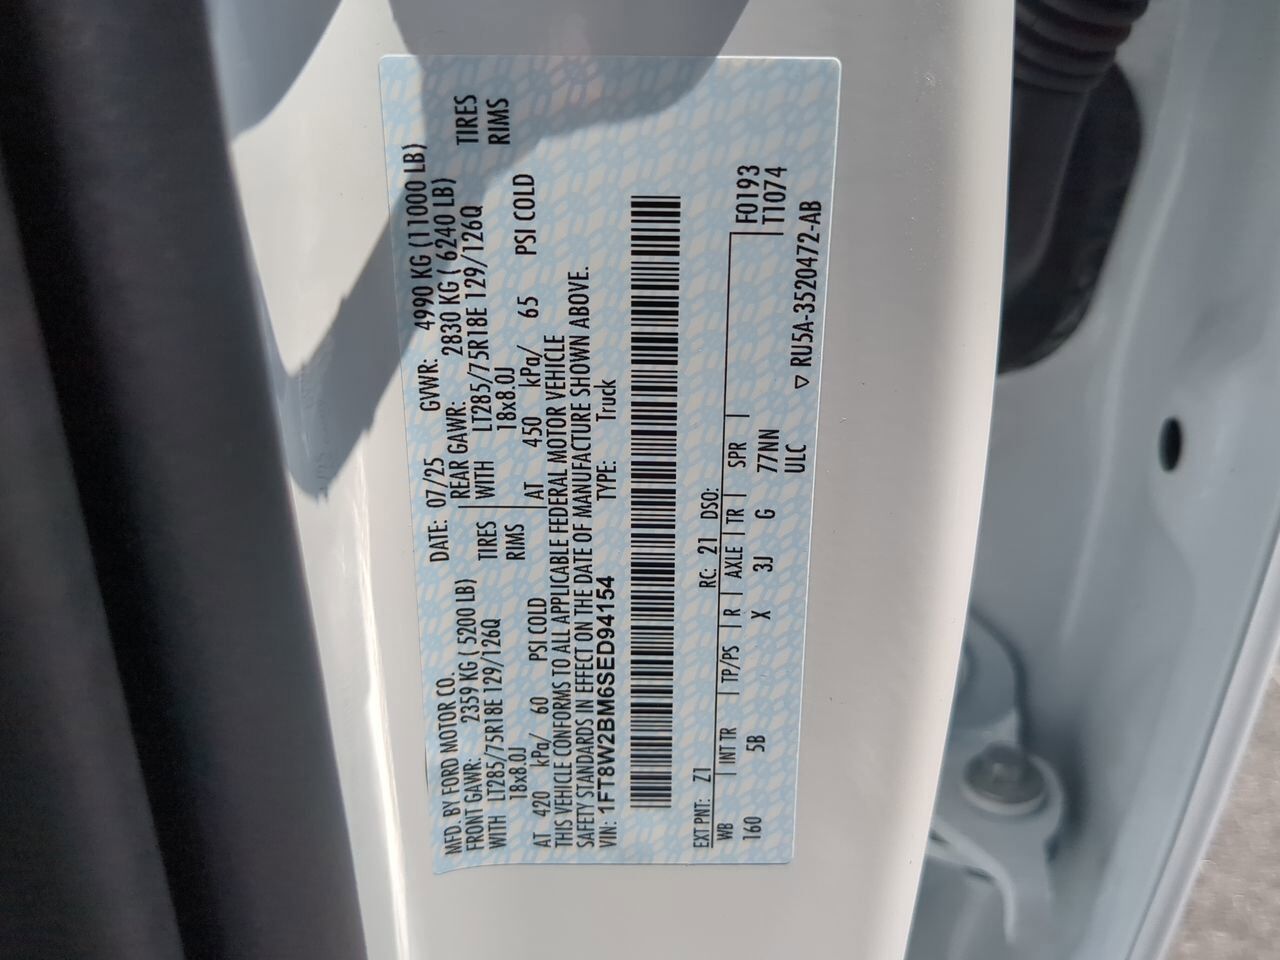 MFD. BY FORD MOTOR CO. DATE: 07/25 GVWR: 4990 KG (11000 LB)
FRONT GAWR: 2359 KG ( 5200 LB) REAR GAWR: 2830 KG ( 6240 LB)
WITH LT285/75R18E 129/126Q TIRES WITH LT285/75R18E 129/126Q TIRES
18x8.0J RIMS 18x8.0J RIMS
AT 420 kPa/ 60 PSI COLD AT 450 kPa/ 65 PSI COLD
THIS VEHICLE CONFORMS TO ALL APPLICABLE FEDERAL MOTOR VEHICLE
SAFETY STANDARDS IN EFFECT ON THE DATE OF MANUFACTURE SHOWN ABOVE.
VIN: 1FT8W2BM6SED94154 TYPE: Truck
EXT PNT: Z1 RC: 21 DSO: F0193
WB | INT TR | TP/PS | R | AXLE | TR | SPR | T1074
160 5B X 3J G 77NN
ULC ▽ RU5A-3520472-AB